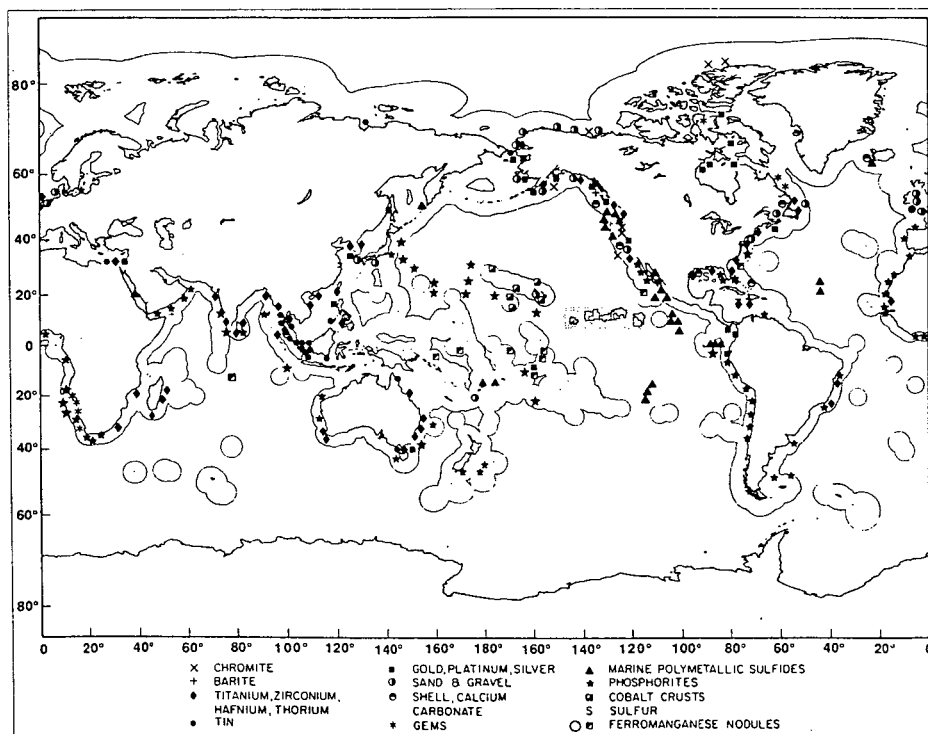 80°
60°
40°
20°
0
20°
40°
60°
80°
0° 20° 40° 60° 80° 100° 120° 140° 160° 180° 160° 140° 120° 100° 80° 60° 40° 20° 0°
CHROMITE
BARITE
TITANIUM, ZIRCONIUM,
HAFNIUM, THORIUM
TIN
GOLD, PLATINUM, SILVER
SAND & GRAVEL
SHELL, CALCIUM
CARBONATE
GEMS
MARINE POLYMETALLIC SULFIDES
PHOSPHORITES
COBALT CRUSTS
S SULFUR
FERROMANGANESE NODULES